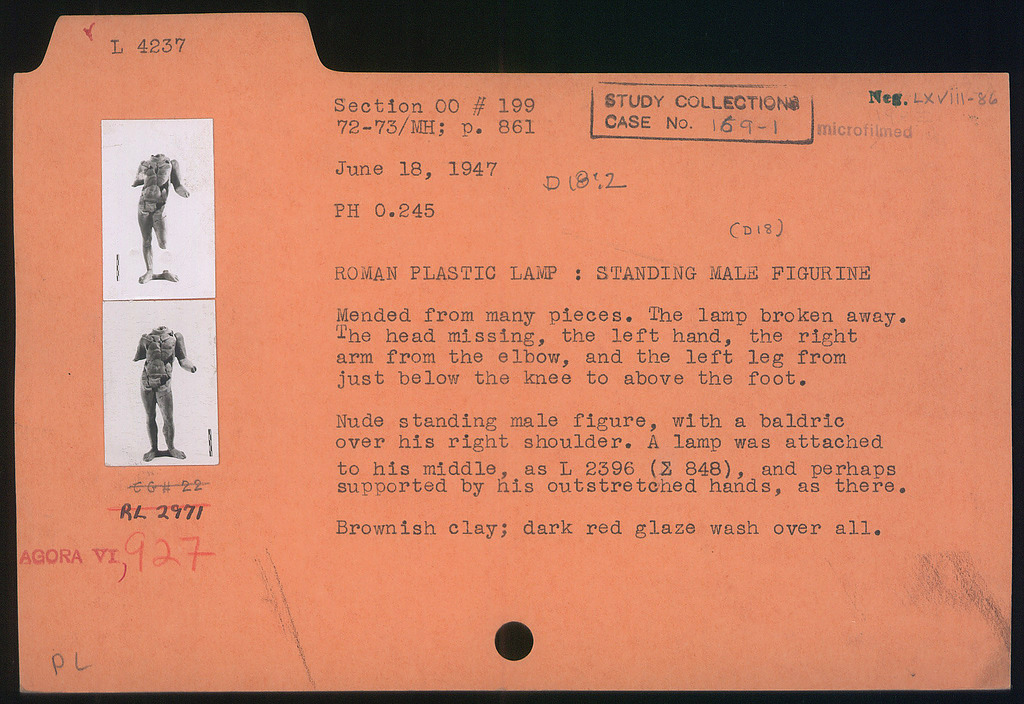 L 4237
Section OO # 199
72-73/MH; p. 861
STUDY COLLECTIONS
CASE No. 169-1
Neg. LXVIII-86
microfilmed
June 18, 1947
D 18:2
PH 0.245
(D18)
ROMAN PLASTIC LAMP : STANDING MALE FIGURINE
Mended from many pieces. The lamp broken away.
The head missing, the left hand, the right
arm from the elbow, and the left leg from
just below the knee to above the foot.
Nude standing male figure, with a baldric
over his right shoulder. A lamp was attached
to his middle, as L 2396 (Σ 848), and perhaps
supported by his outstretched hands, as there.
Brownish clay; dark red glaze wash over all.
RL 2971
AGORA VI, 927
PL